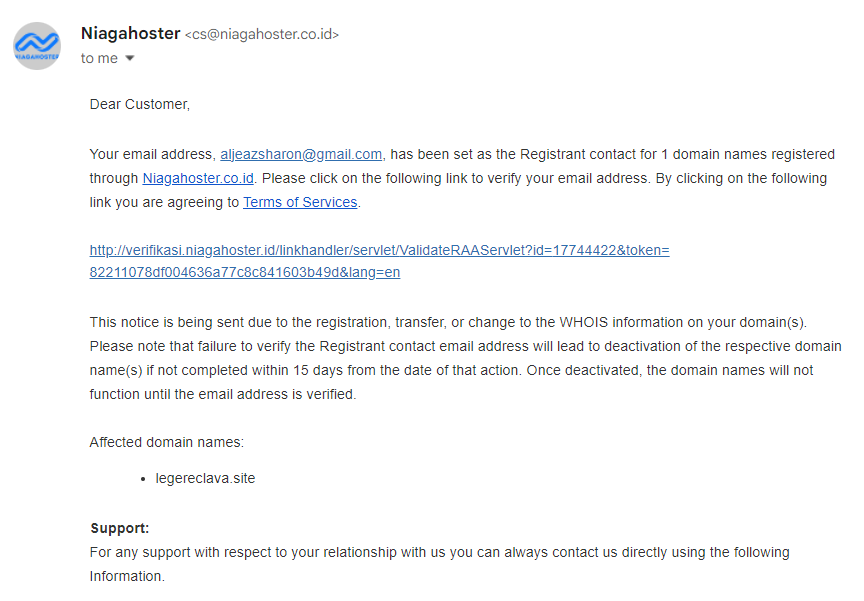 Niagahoster <cs@niagahoster.co.id>
NIAGAHOSTER
to me
Dear Customer,
Your email address, aljeazsharon@gmail.com, has been set as the Registrant contact for 1 domain names registered
through Niagahoster.co.id. Please click on the following link to verify your email address. By clicking on the following
link you are agreeing to Terms of Services.
http://verifikasi.niagahoster.id/linkhandler/servlet/ValidateRAAServlet?id=17744422&token=
82211078df004636a77c8c841603b49d&lang=en
This notice is being sent due to the registration, transfer, or change to the WHOIS information on your domain(s).
Please note that failure to verify the Registrant contact email address will lead to deactivation of the respective domain
name(s) if not completed within 15 days from the date of that action. Once deactivated, the domain names will not
function until the email address is verified.
Affected domain names:
• legereclava.site
Support:
For any support with respect to your relationship with us you can always contact us directly using the following
Information.